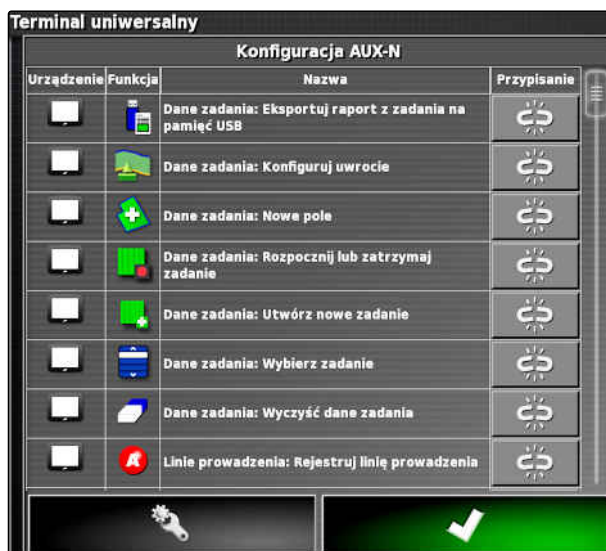 Terminal uniwersalny
Konfiguracja AUX-N
Urządzenie Funkcja Nazwa Przypisanie
Dane zadania: Eksportuj raport z zadania na
pamięć USB
Dane zadania: Konfiguruj uwrocie
Dane zadania: Nowe pole
Dane zadania: Rozpocznij lub zatrzymaj
zadanie
Dane zadania: Utwórz nowe zadanie
Dane zadania: Wybierz zadanie
Dane zadania: Wyczyść dane zadania
Linie prowadzenia: Rejestruj linię prowadzenia